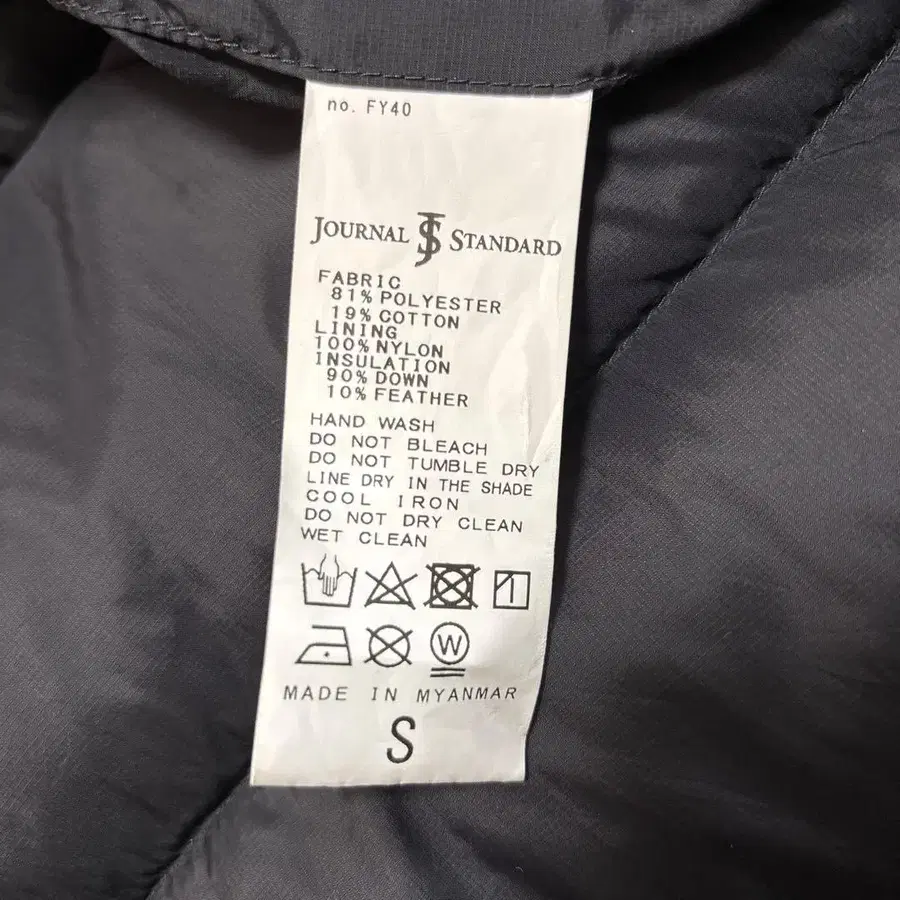 no. FY40
JOURNAL JS STANDARD
FABRIC
81% POLYESTER
19% COTTON
LINING
100% NYLON
INSULATION
90% DOWN
10% FEATHER
HAND WASH
DO NOT BLEACH
DO NOT TUMBLE DRY
LINE DRY IN THE SHADE
COOL IRON
DO NOT DRY CLEAN
WET CLEAN
W
MADE IN MYANMAR
S